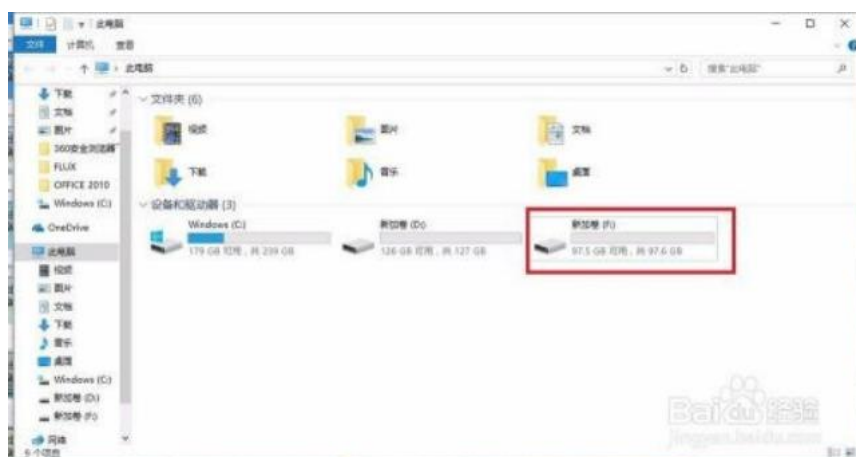 此电脑
文件 计算机 查看
此电脑
搜索"此电脑"
下载
文档
图片
360安全浏览器
FLUX
OFFICE 2010
Windows (C:)
OneDrive
此电脑
视频
图片
文档
下载
音乐
桌面
Windows (C:)
新加卷 (D:)
新加卷 (F:)
网络
文件夹 (6)
视频 图片 文档
下载 音乐 桌面
设备和驱动器 (3)
Windows (C:)
179 GB 可用，共 239 GB
新加卷 (D:)
126 GB 可用，共 127 GB
新加卷 (F:)
97.5 GB 可用，共 97.6 GB
个项目
Baidu 经验
jingyan.baidu.com